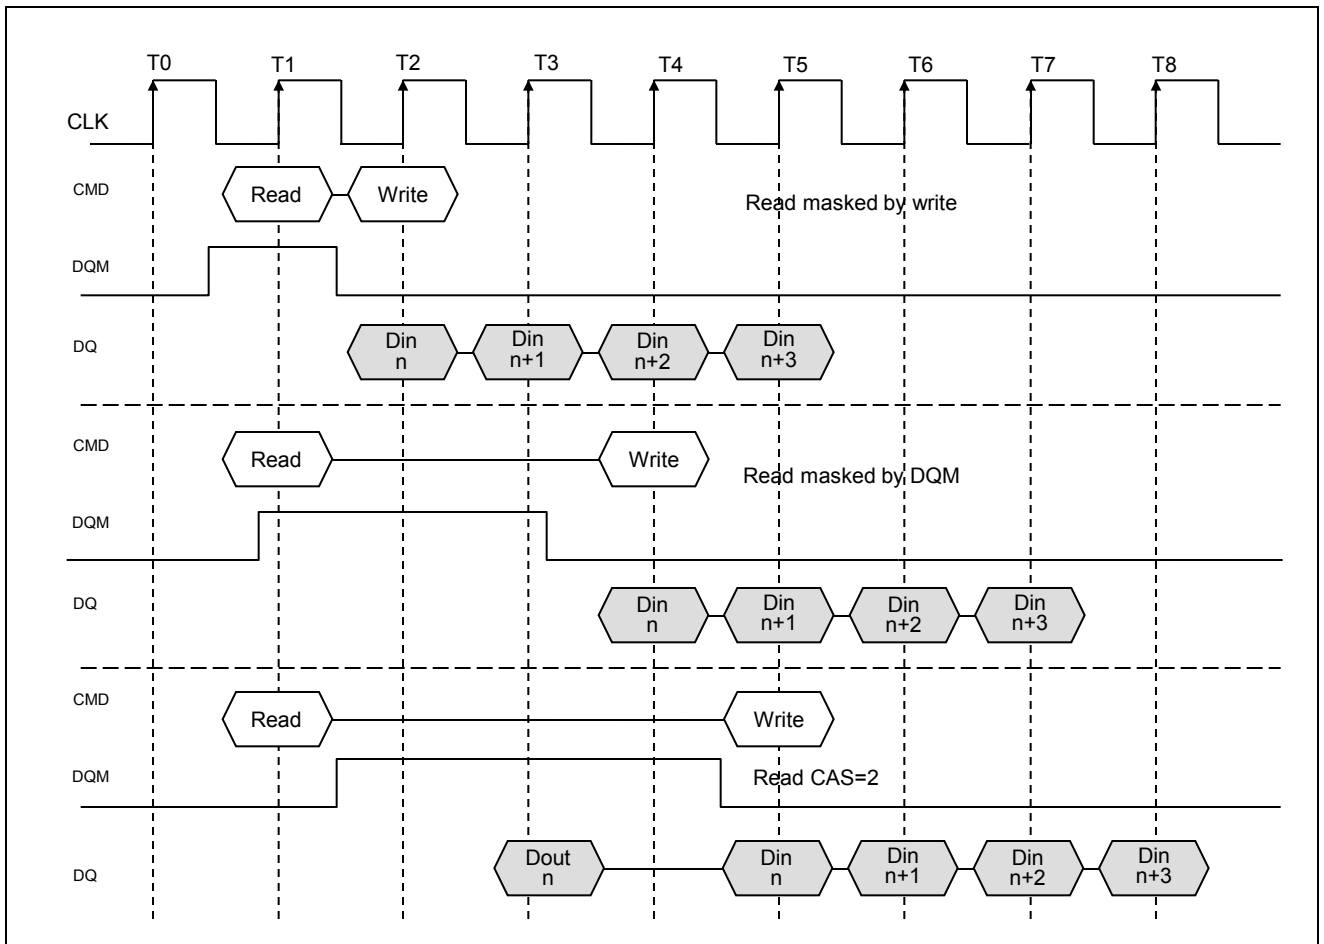 T0 T1 T2 T3 T4 T5 T6 T7 T8
CLK
CMD Read Write Read masked by write
DQM
DQ Din Din Din Din
n n+1 n+2 n+3
CMD Read Write
Read masked by DQM
DQM
DQ Din Din Din Din
n n+1 n+2 n+3
CMD
Read Write
DQM Read CAS=2
Dout Din Din Din Din
n n n+1 n+2 n+3
DQ